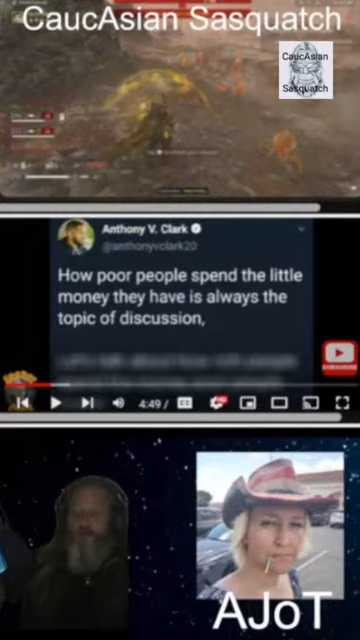 CaucAsian Sasquatch
CaucAsian
Sasquatch
Anthony V. Clark
@anthonyvclark20
How poor people spend the little
money they have is always the
topic of discussion,
4:49 /
CC
AJoT